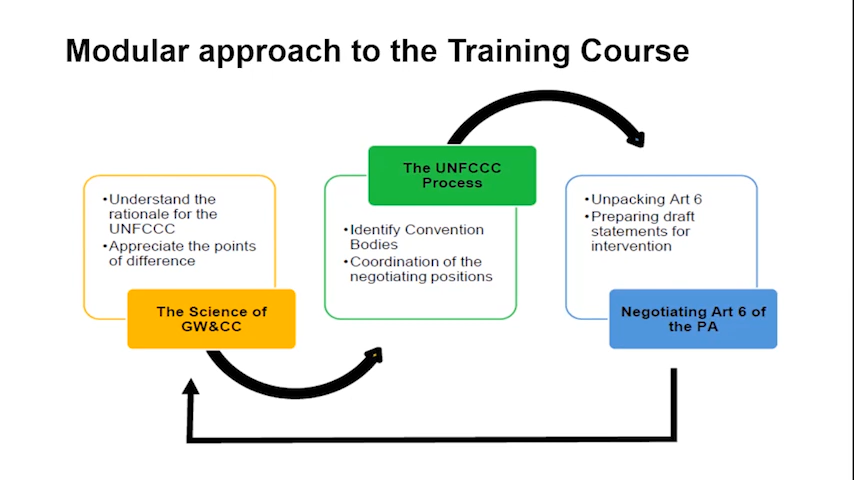 Modular approach to the Training Course
•Understand the
rationale for the
UNFCCC
•Appreciate the points
of difference
The Science of
GW&CC
The UNFCCC
Process
•Identify Convention
Bodies
•Coordination of the
negotiating positions
•Unpacking Art 6
•Preparing draft
statements for
intervention
Negotiating Art 6 of
the PA